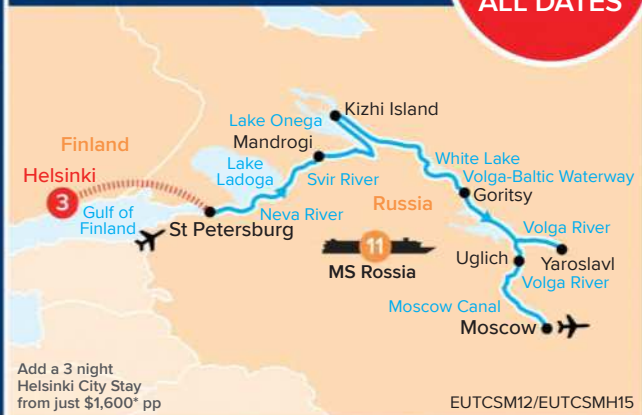 ALL DATES
Kizhi Island
Lake Onega
Mandrogi
Finland
Helsinki
3
Lake
Ladoga
Svir River
White Lake
Volga-Baltic Waterway
Goritsy
Gulf of
Finland
Neva River
Russia
St Petersburg
Volga River
11
MS Rossia
Uglich
Yaroslavl
Volga River
Moscow Canal
Moscow
Add a 3 night
Helsinki City Stay
from just $1,600* pp
EUTCSM12/EUTCSMH15